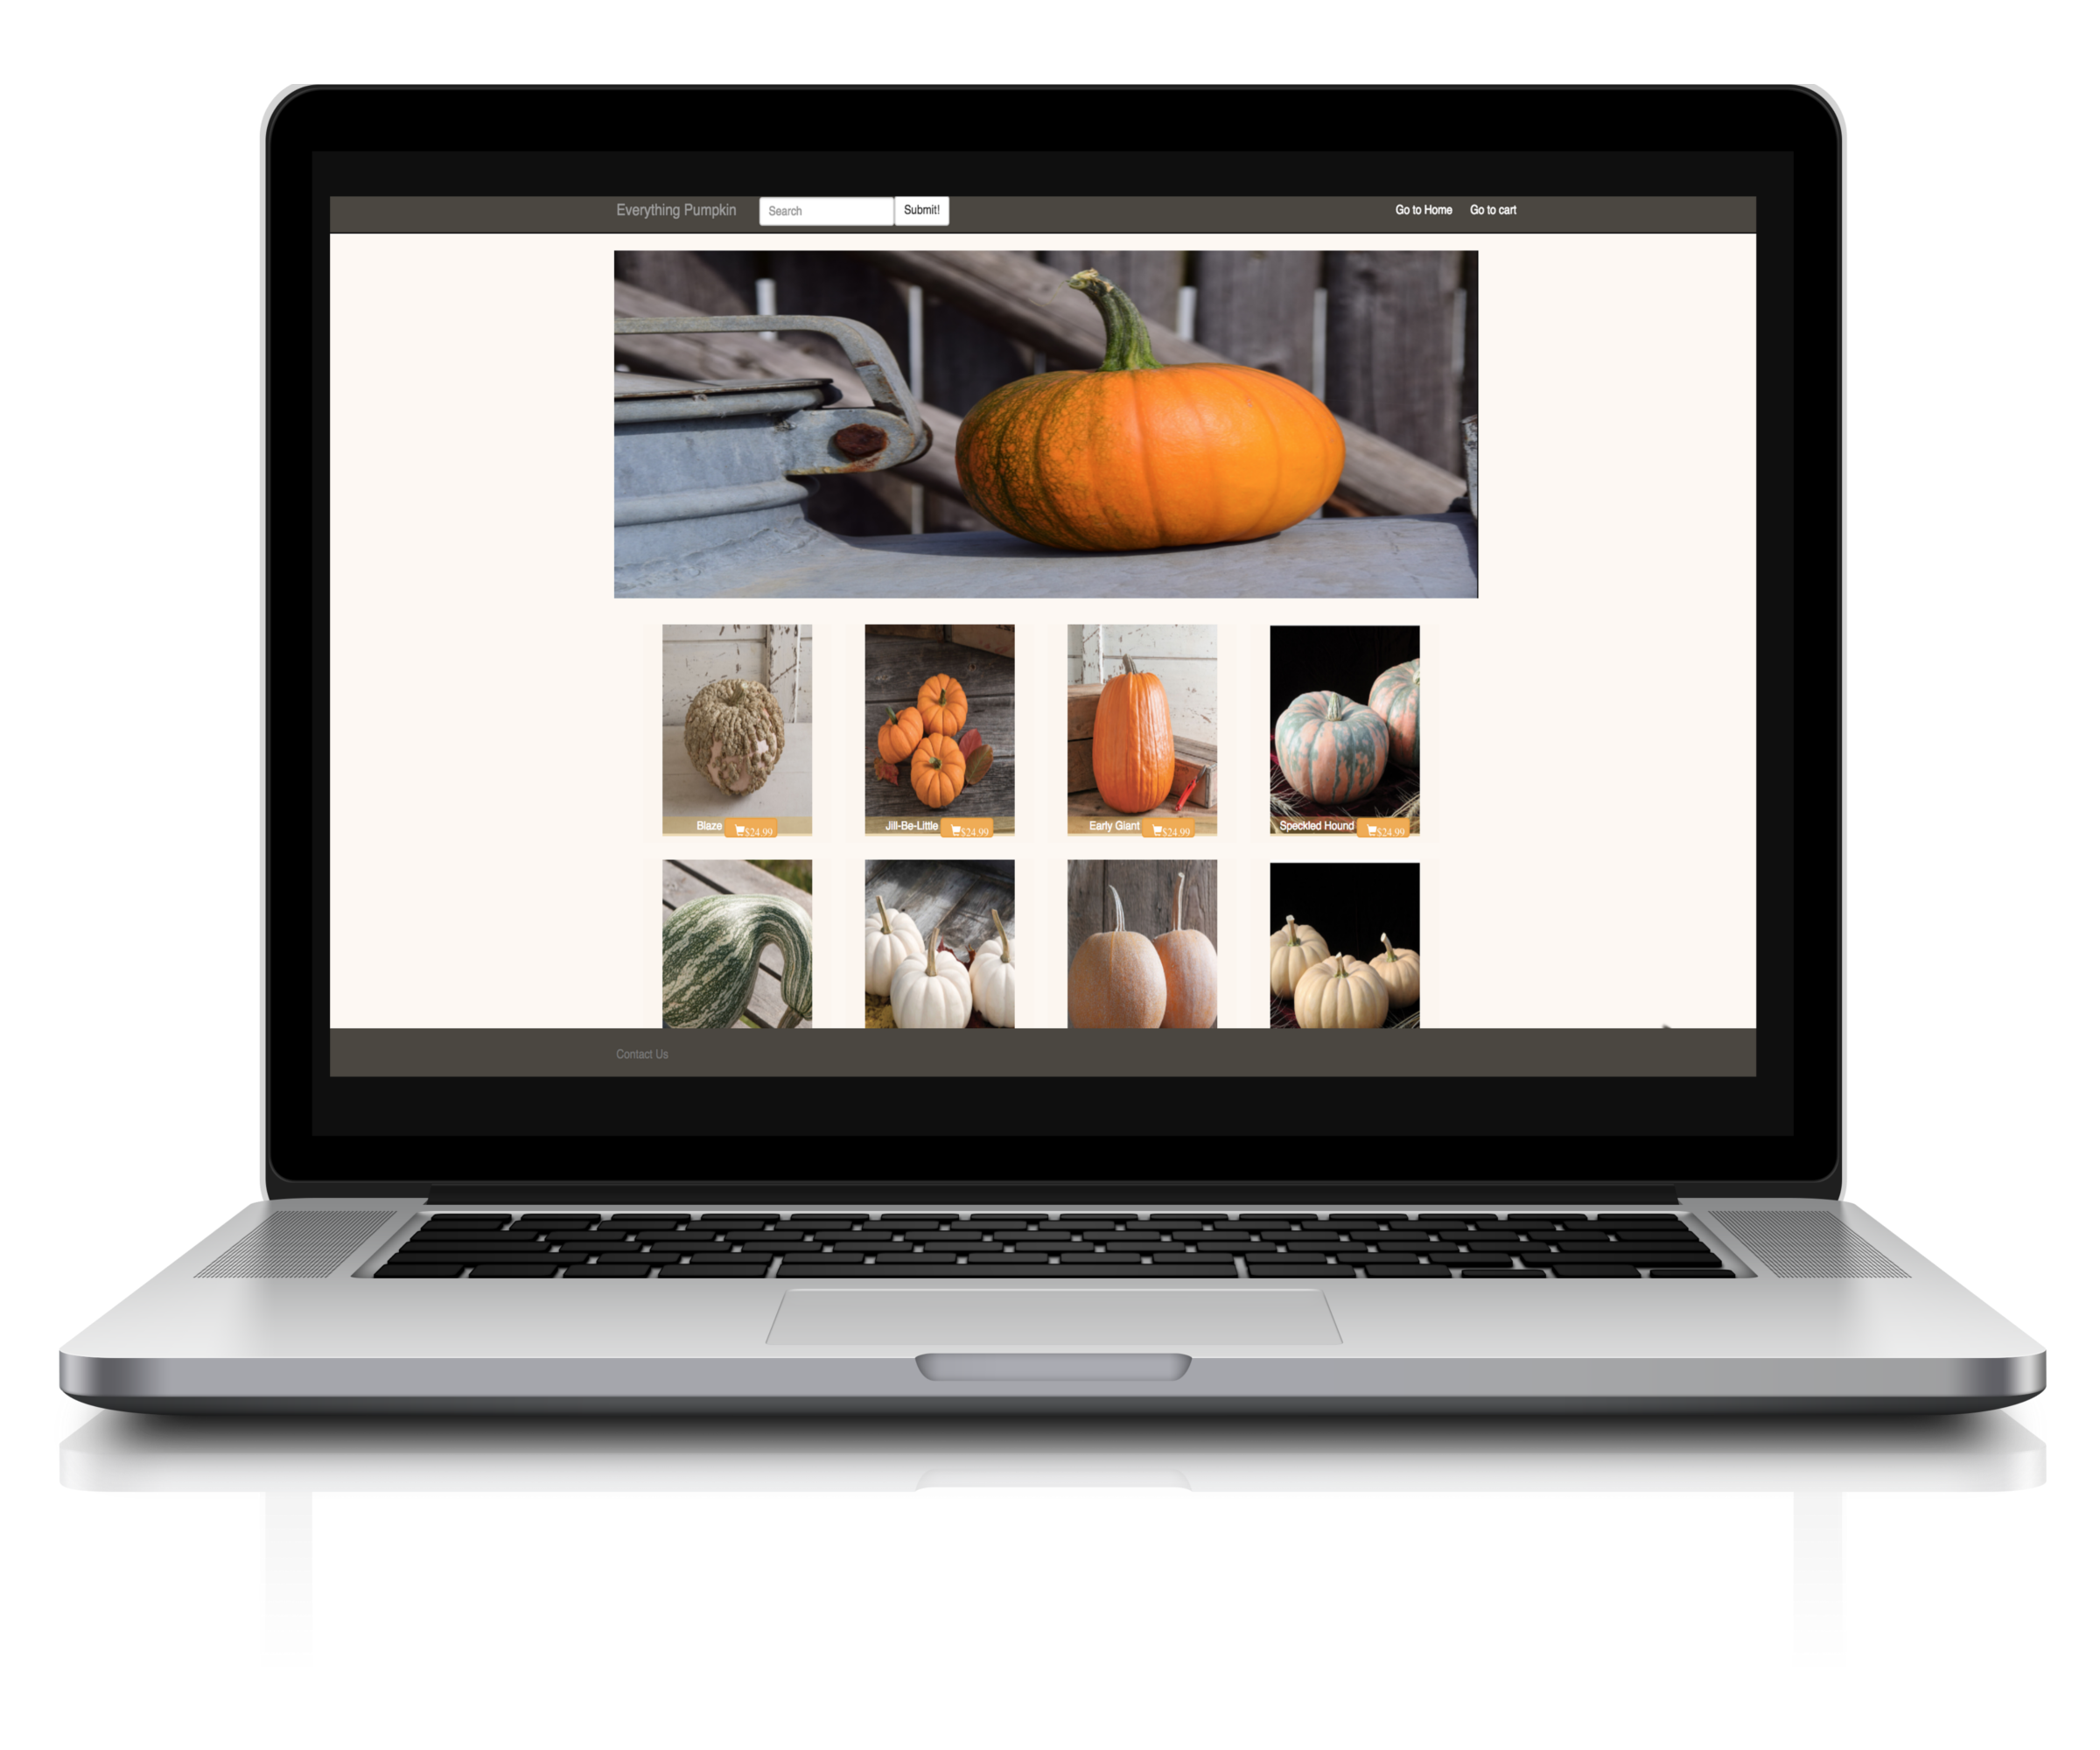 Everything Pumpkin Search Submit! Go to Home Go to cart
Blaze $24.99 Jill-Be-Little $24.99 Early Giant $24.99 Speckled Hound $24.99
Contact Us